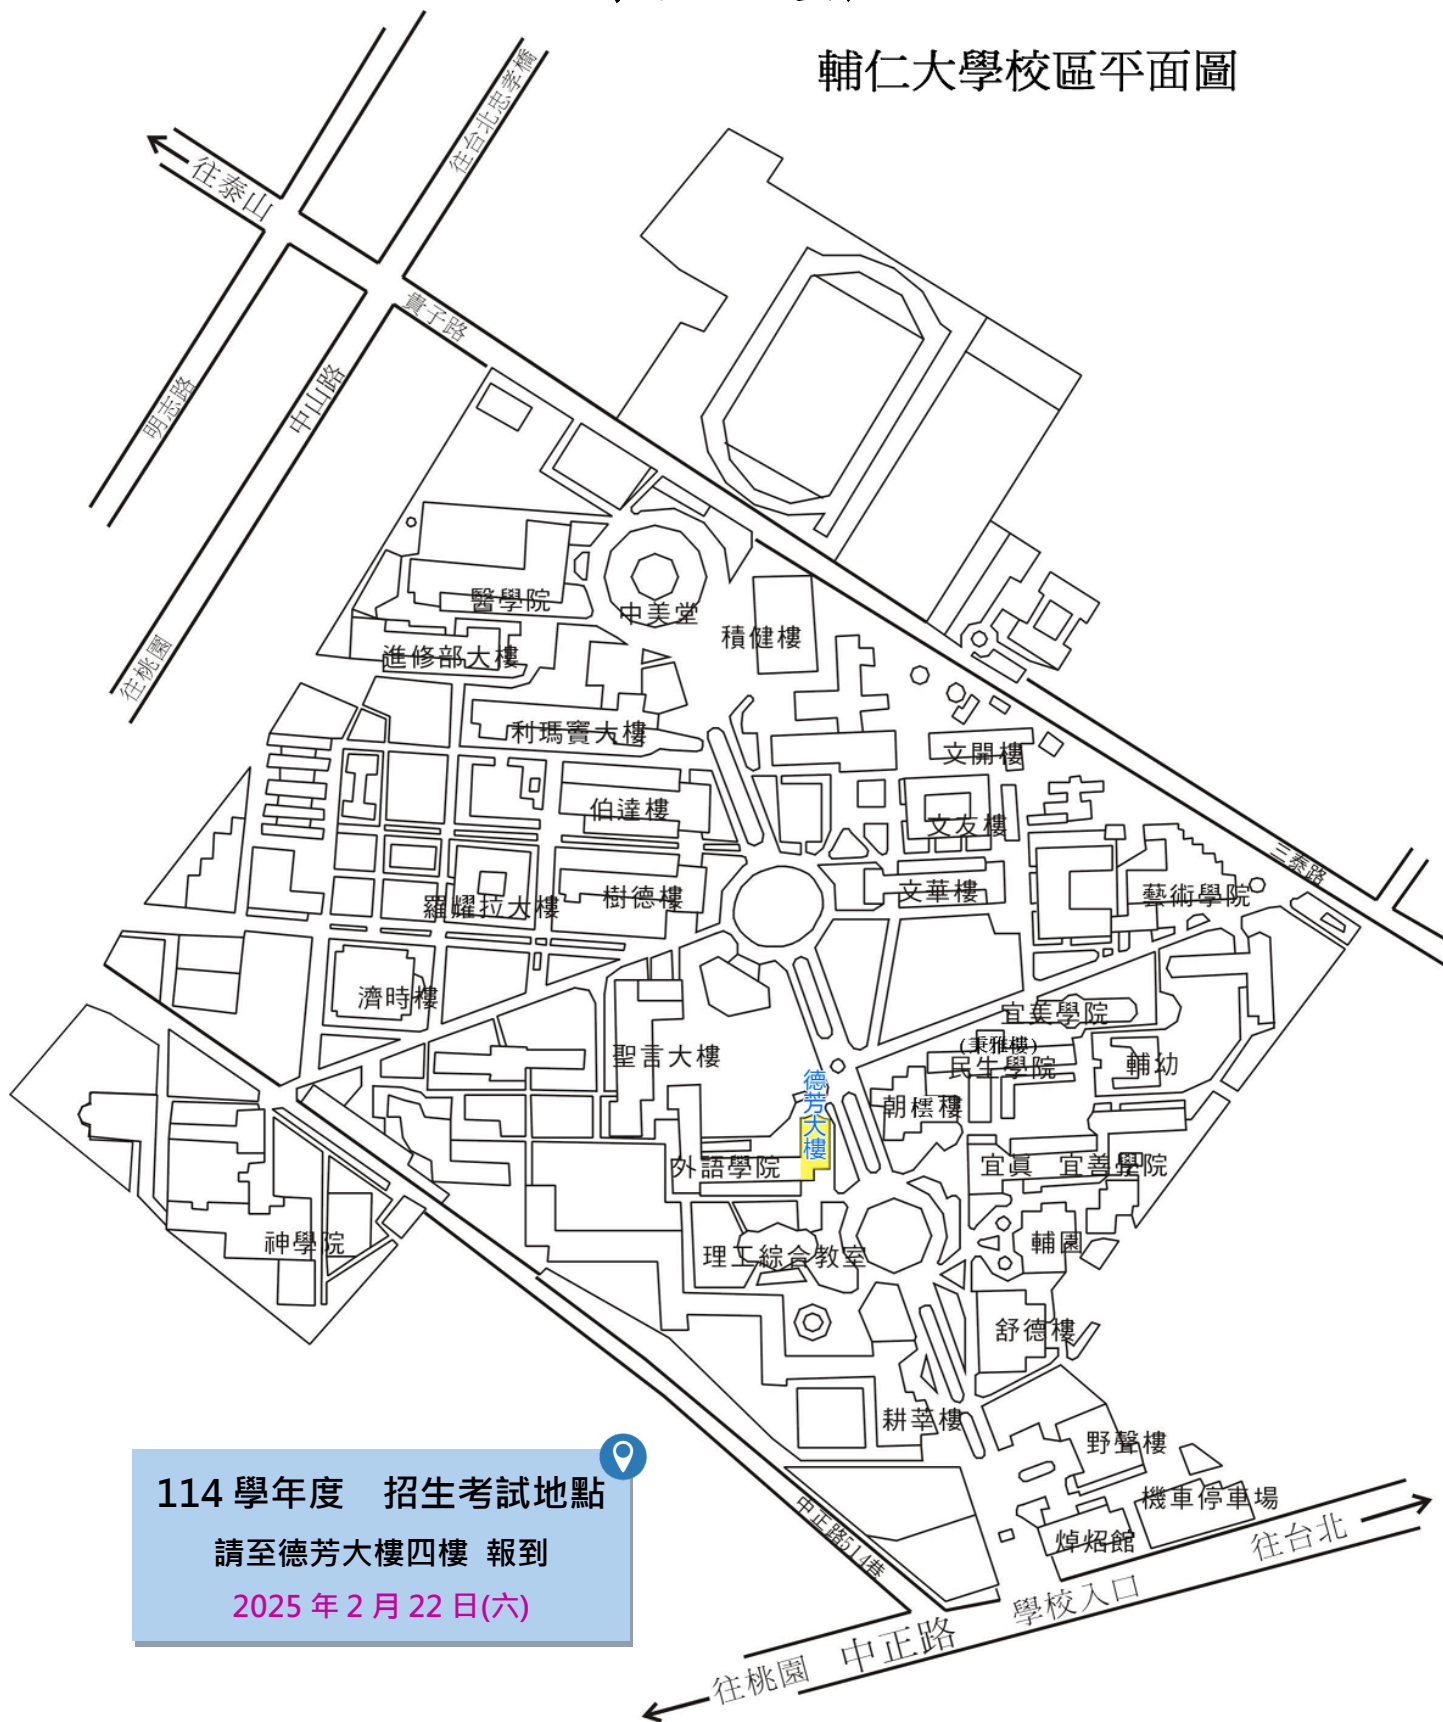 輔仁大學校區平面圖
往台北忠孝橋
往泰山
貴子路
明志路
中山路
往桃園
醫學院
中美堂
積健樓
進修部大樓
利瑪竇大樓
文開樓
伯達樓
文友樓
三泰路
樹德樓
文華樓
藝術學院
羅耀拉大樓
濟時樓
宜美學院
聖言大樓
(秉雅樓)
民生學院
輔幼
德芳大樓
朝橒樓
外語學院
宜眞
宜善學院
神學院
理工綜合教室
輔園
舒德樓
耕莘樓
野聲樓
機車停車場
焯炤館
中正路514巷
往台北
學校入口
中正路
往桃園
114 學年度 招生考試地點
請至德芳大樓四樓 報到
2025 年 2 月 22 日(六)